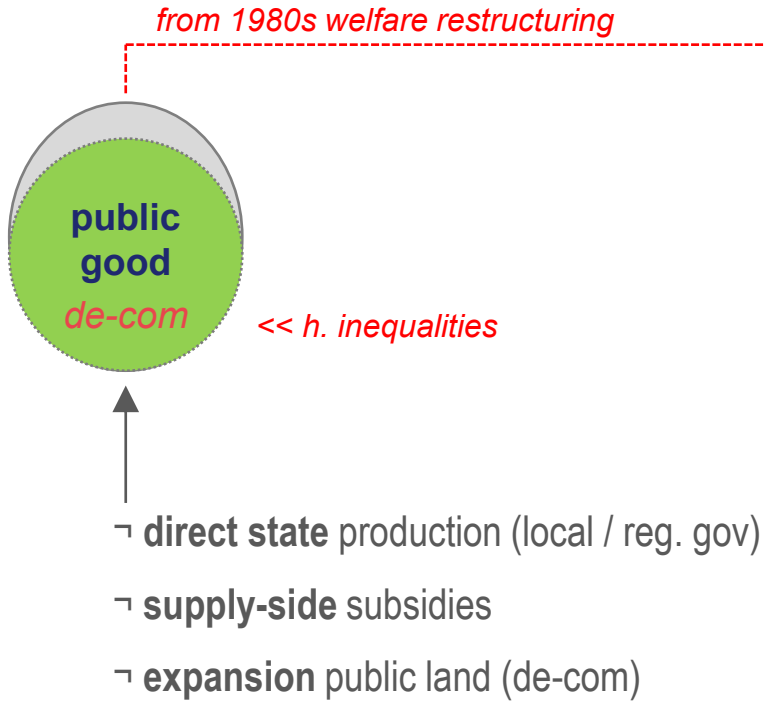 from 1980s welfare restructuring
public
good
de-com
<< h. inequalities
¬ direct state production (local / reg. gov)
¬ supply-side subsidies
¬ expansion public land (de-com)